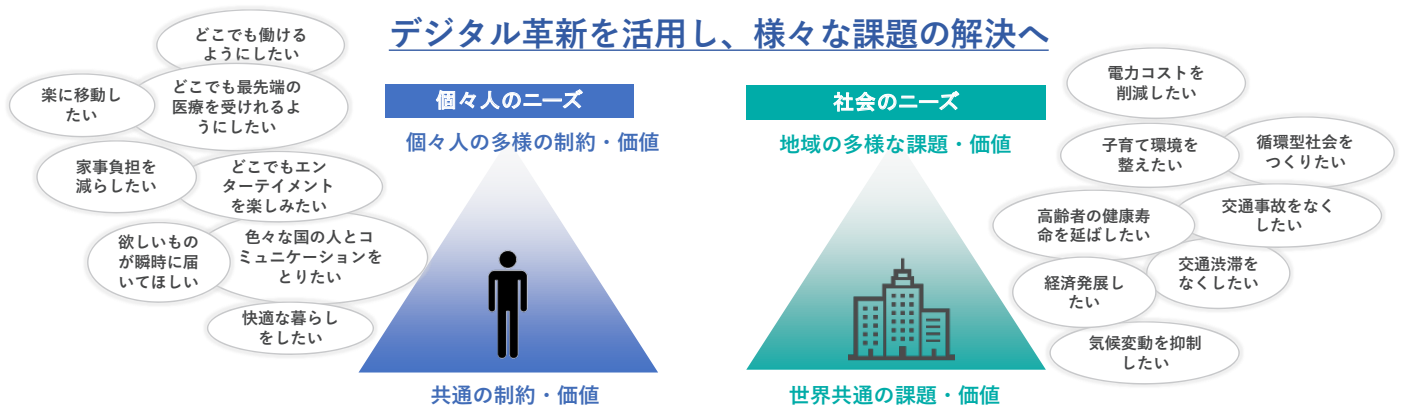 デジタル革新を活用し、様々な課題の解決へ
どこでも働ける
ようにしたい
楽に移動し
たい
どこでも最先端の
医療を受けれるよ
うにしたい
家事負担を
減らしたい
どこでもエン
ターテイメント
を楽しみたい
欲しいもの
が瞬時に届
いてほしい
色々な国の人とコ
ミュニケーションを
とりたい
快適な暮らし
をしたい
個々人のニーズ
個々人の多様の制約・価値
共通の制約・価値
社会のニーズ
地域の多様な課題・価値
世界共通の課題・価値
電力コストを
削減したい
子育て環境を
整えたい
循環型社会を
つくりたい
高齢者の健康寿
命を延ばしたい
交通事故をなく
したい
経済発展し
たい
交通渋滞を
なくしたい
気候変動を抑制
したい